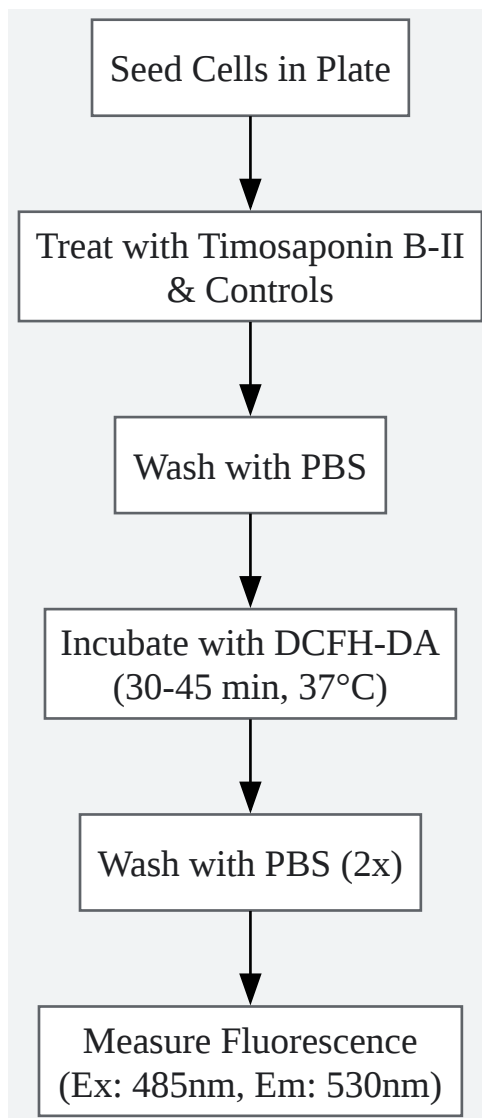 Seed Cells in Plate
Treat with Timosaponin B-II
& Controls
Wash with PBS
Incubate with DCFH-DA
(30-45 min, 37°C)
Wash with PBS (2x)
Measure Fluorescence
(Ex: 485nm, Em: 530nm)